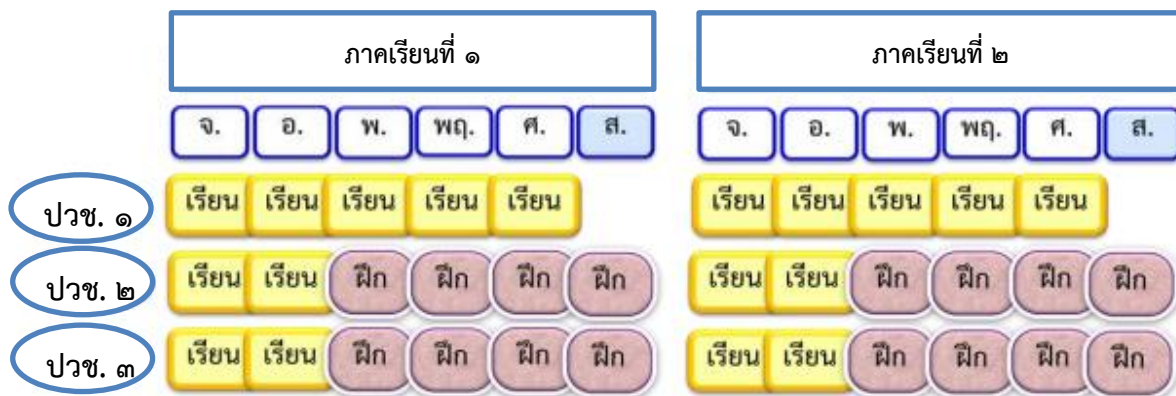 ภาคเรียนที่ ๑ ภาคเรียนที่ ๒
จ. อ. พ. พฤ. ศ. ส. จ. อ. พ. พฤ. ศ. ส.
ปวช. ๑ เรียน เรียน เรียน เรียน เรียน เรียน เรียน เรียน เรียน เรียน
ปวช. ๒ เรียน เรียน ฝึก ฝึก ฝึก ฝึก เรียน เรียน ฝึก ฝึก ฝึก ฝึก
ปวช. ๓ เรียน เรียน ฝึก ฝึก ฝึก ฝึก เรียน เรียน ฝึก ฝึก ฝึก ฝึก